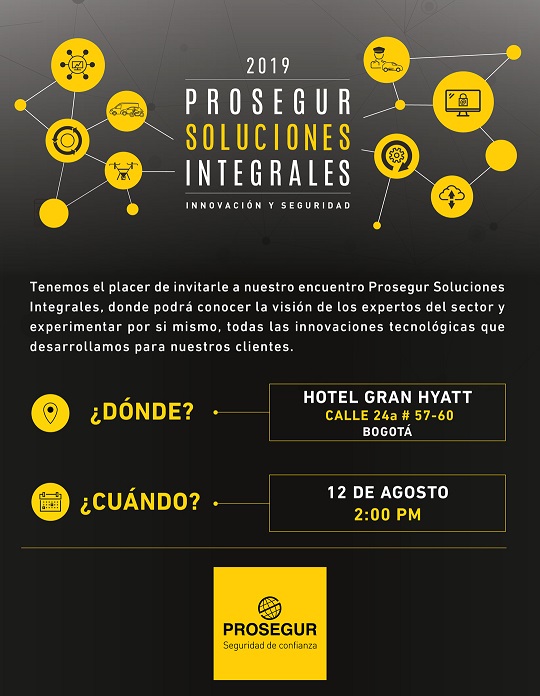 2019
PROSEGUR
SOLUCIONES
INTEGRALES
INNOVACIÓN Y SEGURIDAD
Tenemos el placer de invitarle a nuestro encuentro Prosegur Soluciones
Integrales, donde podrá conocer la visión de los expertos del sector y
experimentar por si mismo, todas las innovaciones tecnológicas que
desarrollamos para nuestros clientes.
¿DÓNDE?
HOTEL GRAN HYATT
CALLE 24a # 57-60
BOGOTÁ
¿CUÁNDO?
12 DE AGOSTO
2:00 PM
PROSEGUR
Seguridad de confianza